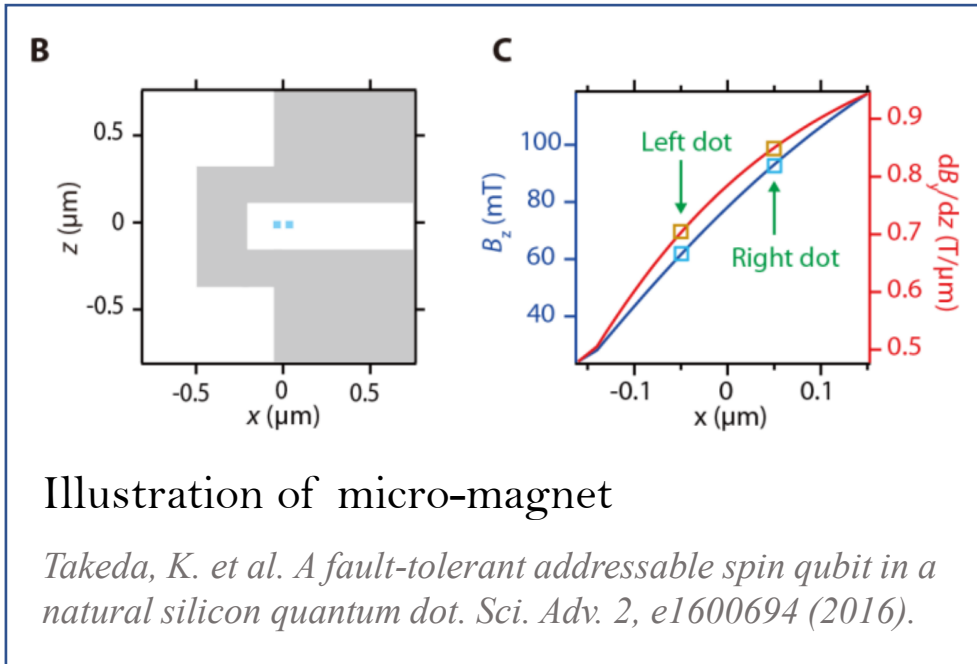 B
0.5
0
-0.5
z (μm)
-0.5
0
0.5
x (μm)
C
100
80
60
40
B_z (mT)
Left dot
Right dot
0.9
0.8
0.7
0.6
0.5
dB_y/dz (T/μm)
-0.1
0
0.1
x (μm)
Illustration of micro-magnet
Takeda, K. et al. A fault-tolerant addressable spin qubit in a
natural silicon quantum dot. Sci. Adv. 2, e1600694 (2016).